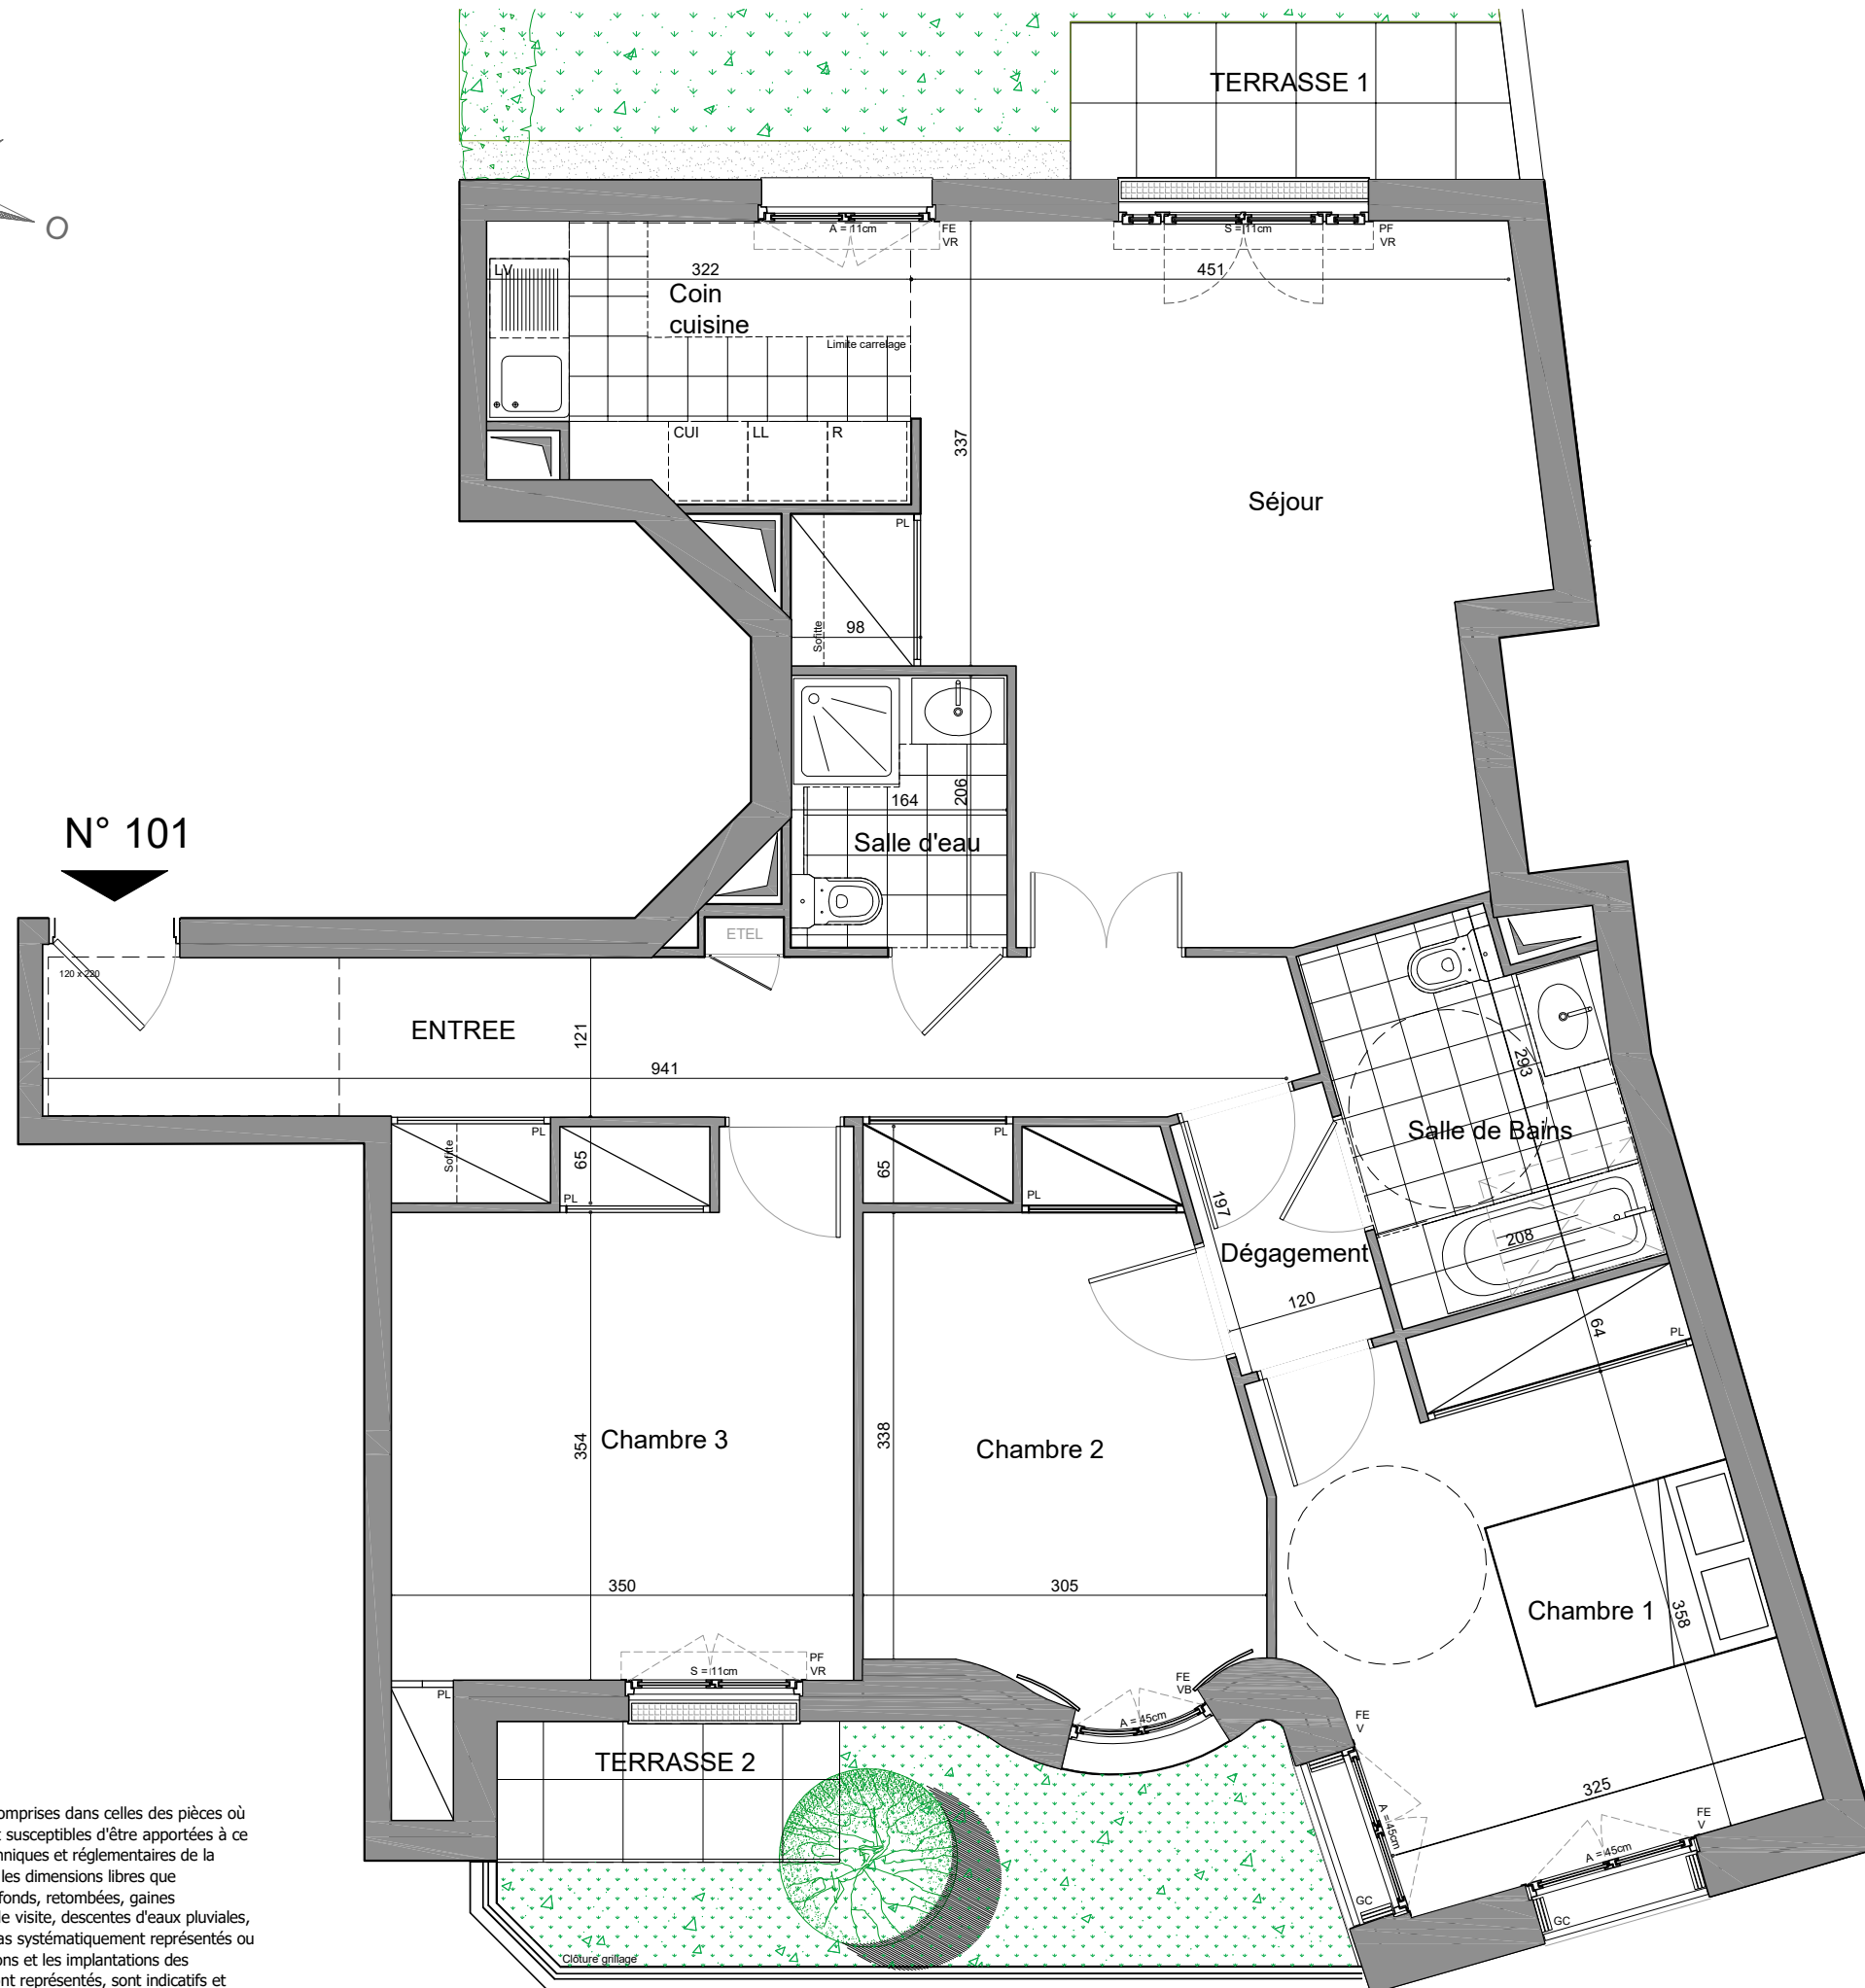 TERRASSE 1
O
A = 11cm
FE
VR
S = 11cm
PF
VR
LV
322
451
Coin
cuisine
Limite carrelage
CUI
LL
R
337
Séjour
PL
Sofitte
98
206
164
Salle d'eau
N° 101
ETEL
120 x 220
ENTREE
121
941
293
Salle de Bains
PL
Sofitte
65
PL
PL
65
PL
197
208
Dégagement
120
64
PL
354
Chambre 3
338
Chambre 2
350
305
Chambre 1
358
S = 11cm
PF
VR
PL
FE
VB
A = 45cm
FE
V
TERRASSE 2
325
A = 45cm
A = 45cm
FE
V
GC
GC
Clôture grillage
omprises dans celles des pièces où
t susceptibles d'être apportées à ce
hniques et réglementaires de la
les dimensions libres que
fonds, retombées, gaines
le visite, descentes d'eaux pluviales,
as systématiquement représentés ou
ons et les implantations des
nt représentés, sont indicatifs et